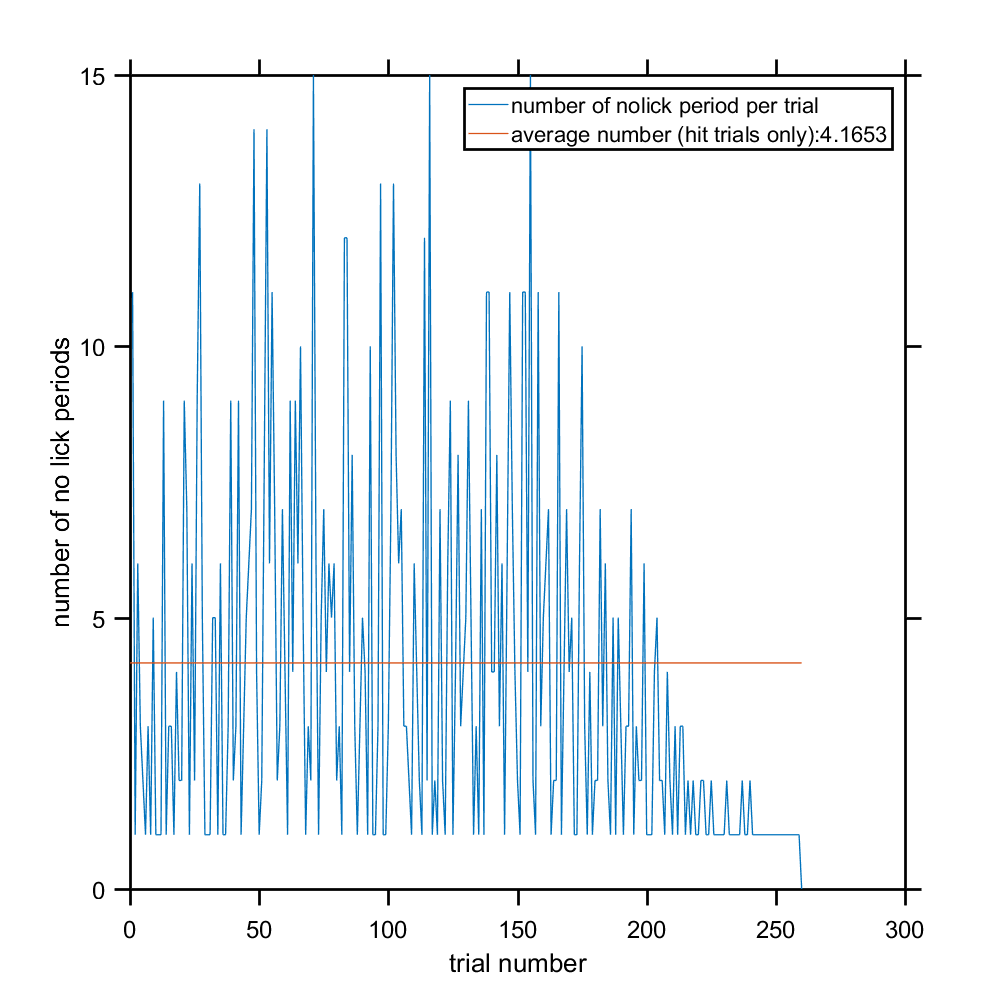 15
number of nolick period per trial
average number (hit trials only):4.1653
10
number of no lick periods
5
0
0 50 100 150 200 250 300
trial number